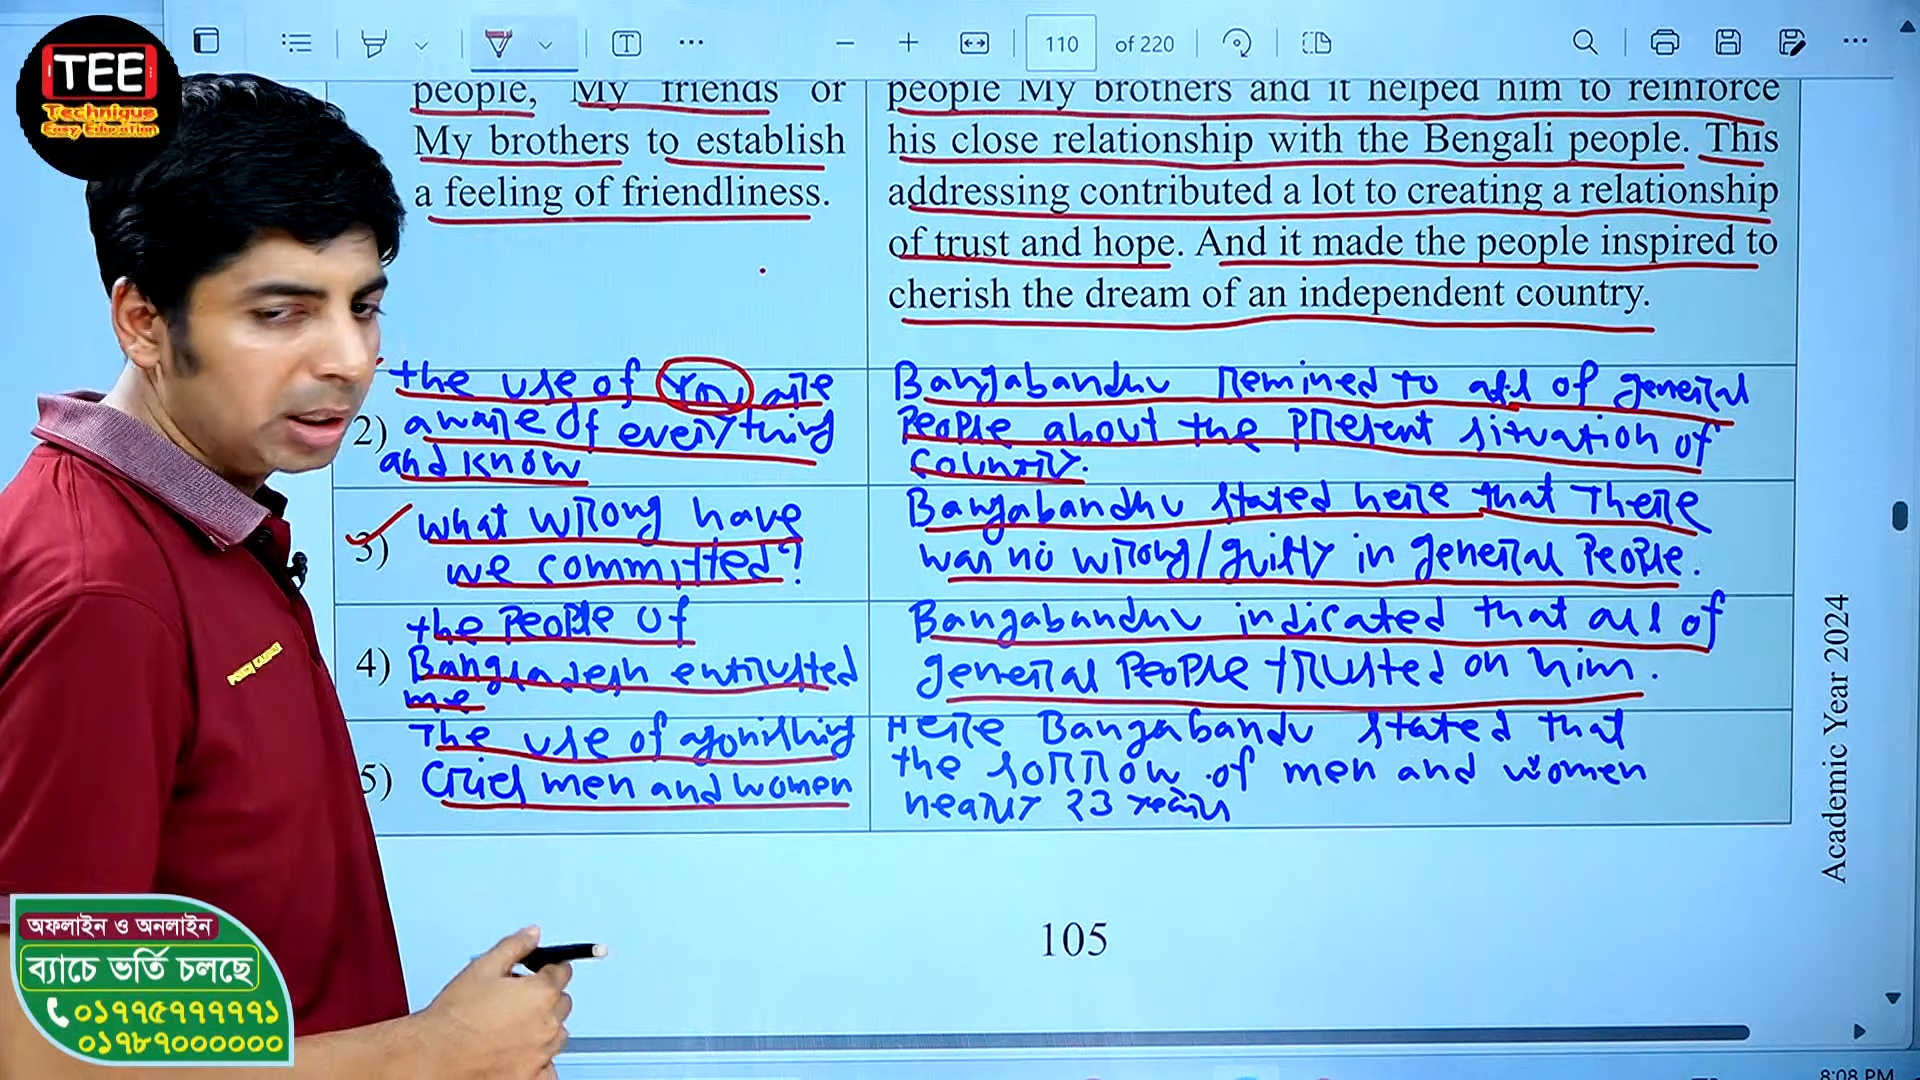 TEE
Technique
Easy Education
110 of 220
people, My friends or
My brothers to establish
a feeling of friendliness.
people My brothers and it helped him to reinforce
his close relationship with the Bengali people. This
addressing contributed a lot to creating a relationship
of trust and hope. And it made the people inspired to
cherish the dream of an independent country.
the use of You are
2) aware of everything
and know
Bangabandhu remined to all of general
People about the present situation of
country.
3) what wrong have
we committed?
Bangabandhu stated here that There
was no wrong/guilty in general People.
the People of
4) Bangladesh entrusted
me
Bangabandhu indicated that all of
general People trusted on him.
The use of agonishing
5) Cries men and women
Here Bangabandu stated that
the sorrow of men and women
nearly 23 years
105
Academic Year 2024
অফলাইন ও অনলাইন
ব্যাচে ভর্তি চলছে
০১৭৭৫৭৭৭৭৭১
০১৭৮৭০০০০০০
8:08 PM